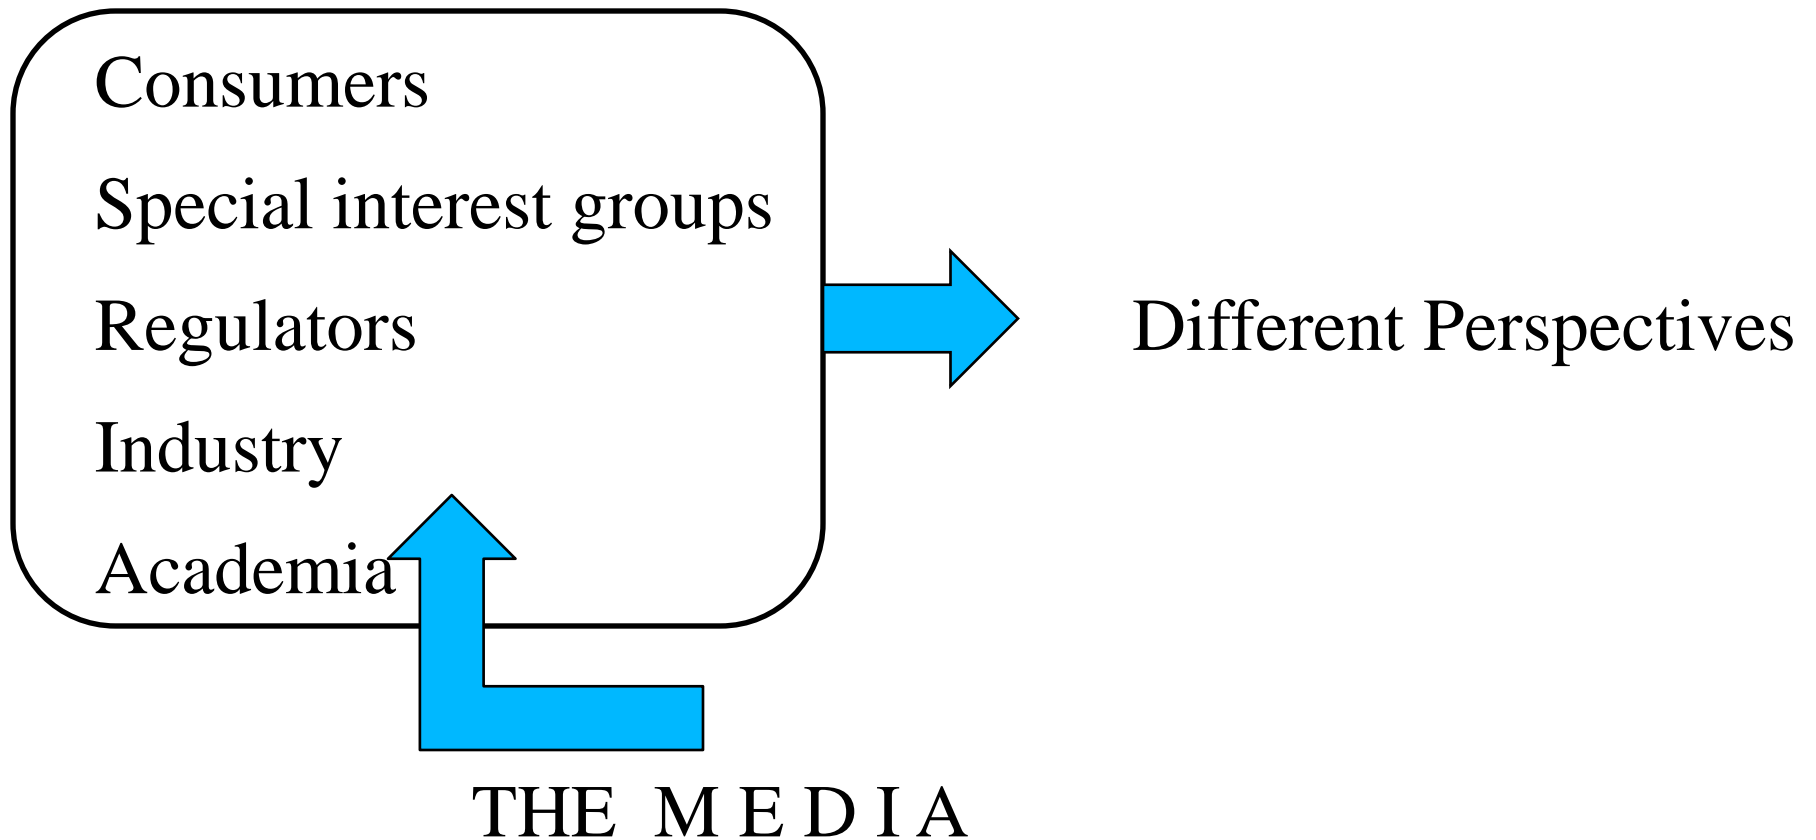 Consumers
Special interest groups
Regulators
Different Perspectives
Industry
Academia
THE M E D I A